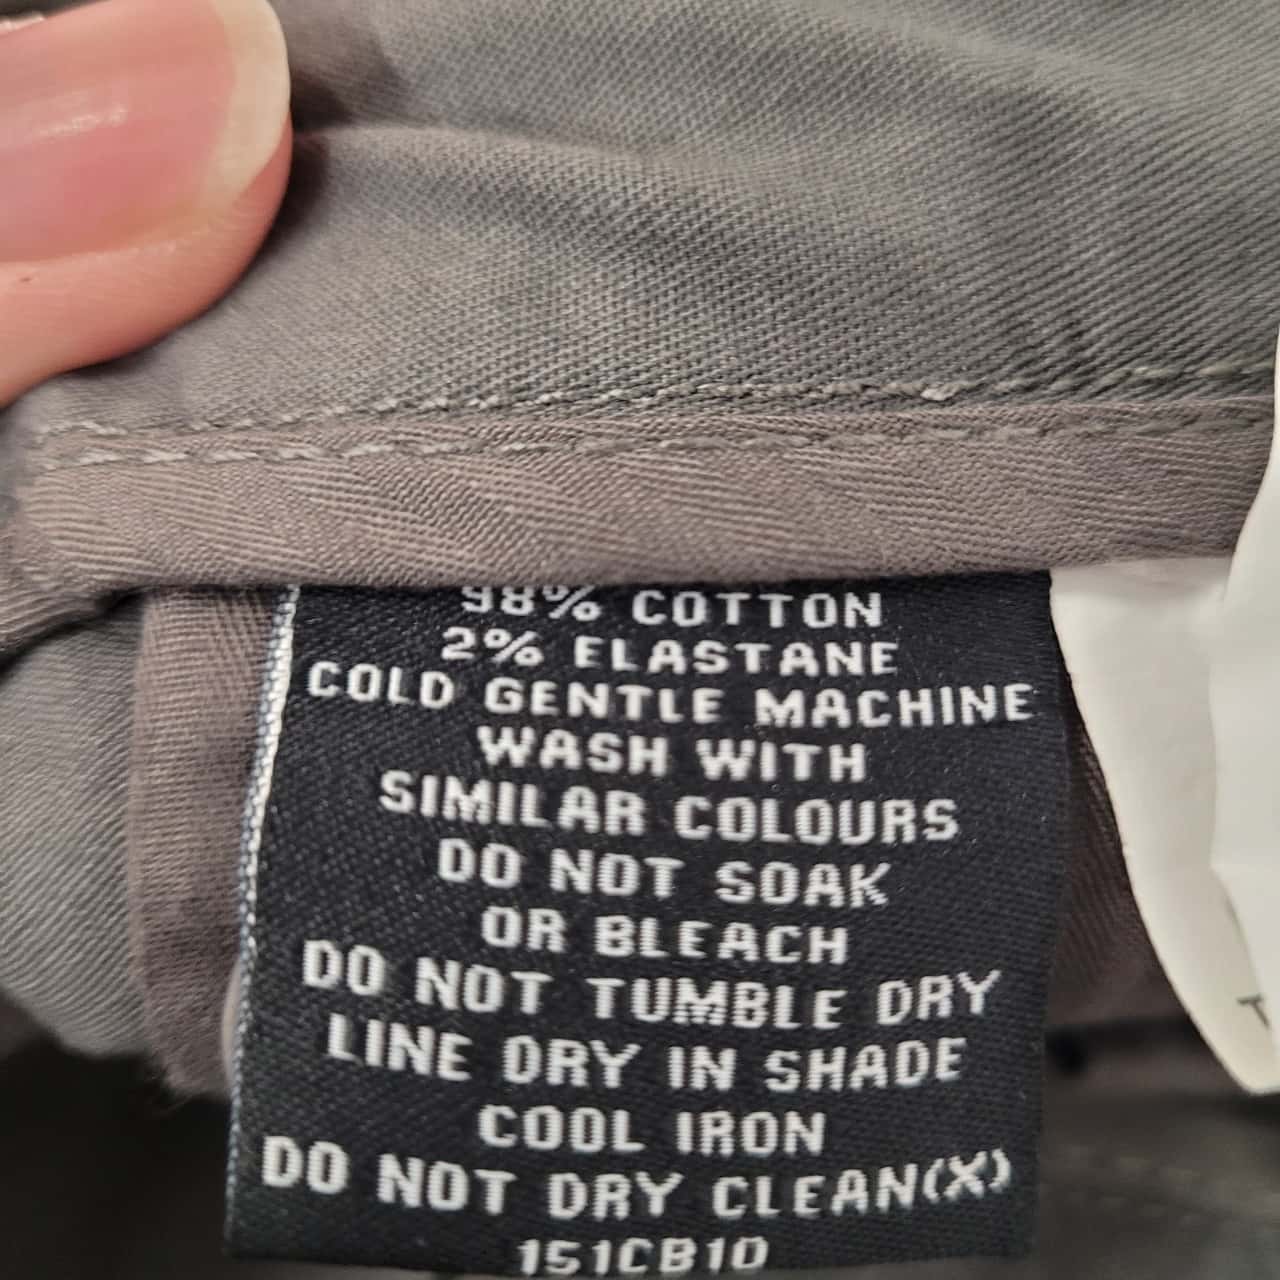 98% COTTON
2% ELASTANE
COLD GENTLE MACHINE
WASH WITH
SIMILAR COLOURS
DO NOT SOAK
OR BLEACH
DO NOT TUMBLE DRY
LINE DRY IN SHADE
COOL IRON
DO NOT DRY CLEAN(X)
151CB10
T